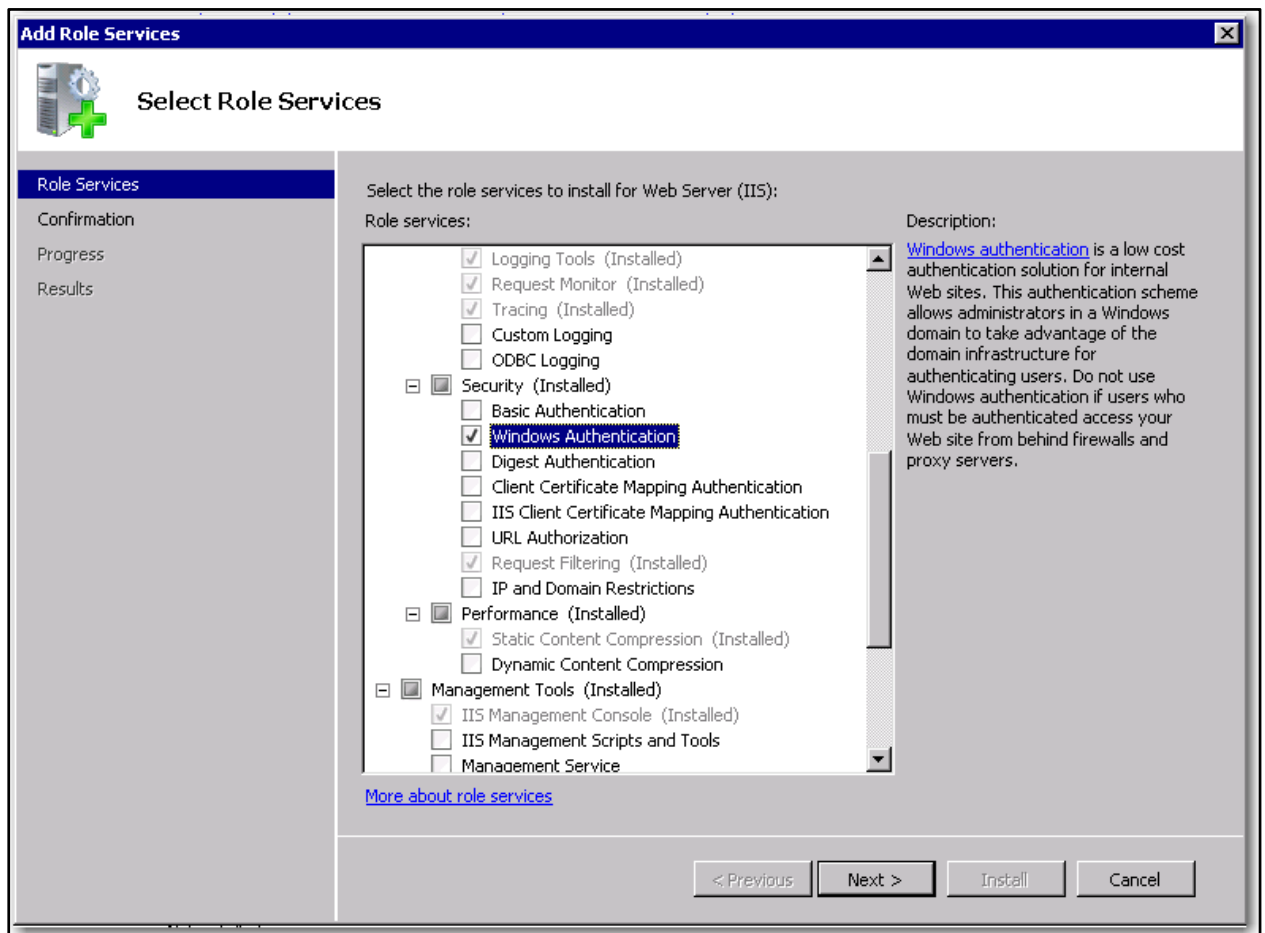 Add Role Services
Select Role Services
Role Services
Confirmation
Progress
Results
Select the role services to install for Web Server (IIS):
Role services:
Logging Tools (Installed)
Request Monitor (Installed)
Tracing (Installed)
Custom Logging
ODBC Logging
Security (Installed)
Basic Authentication
Windows Authentication
Digest Authentication
Client Certificate Mapping Authentication
IIS Client Certificate Mapping Authentication
URL Authorization
Request Filtering (Installed)
IP and Domain Restrictions
Performance (Installed)
Static Content Compression (Installed)
Dynamic Content Compression
Management Tools (Installed)
IIS Management Console (Installed)
IIS Management Scripts and Tools
Management Service
More about role services
Description:
Windows authentication is a low cost
authentication solution for internal
Web sites. This authentication scheme
allows administrators in a Windows
domain to take advantage of the
domain infrastructure for
authenticating users. Do not use
Windows authentication if users who
must be authenticated access your
Web site from behind firewalls and
proxy servers.
< Previous
Next >
Install
Cancel